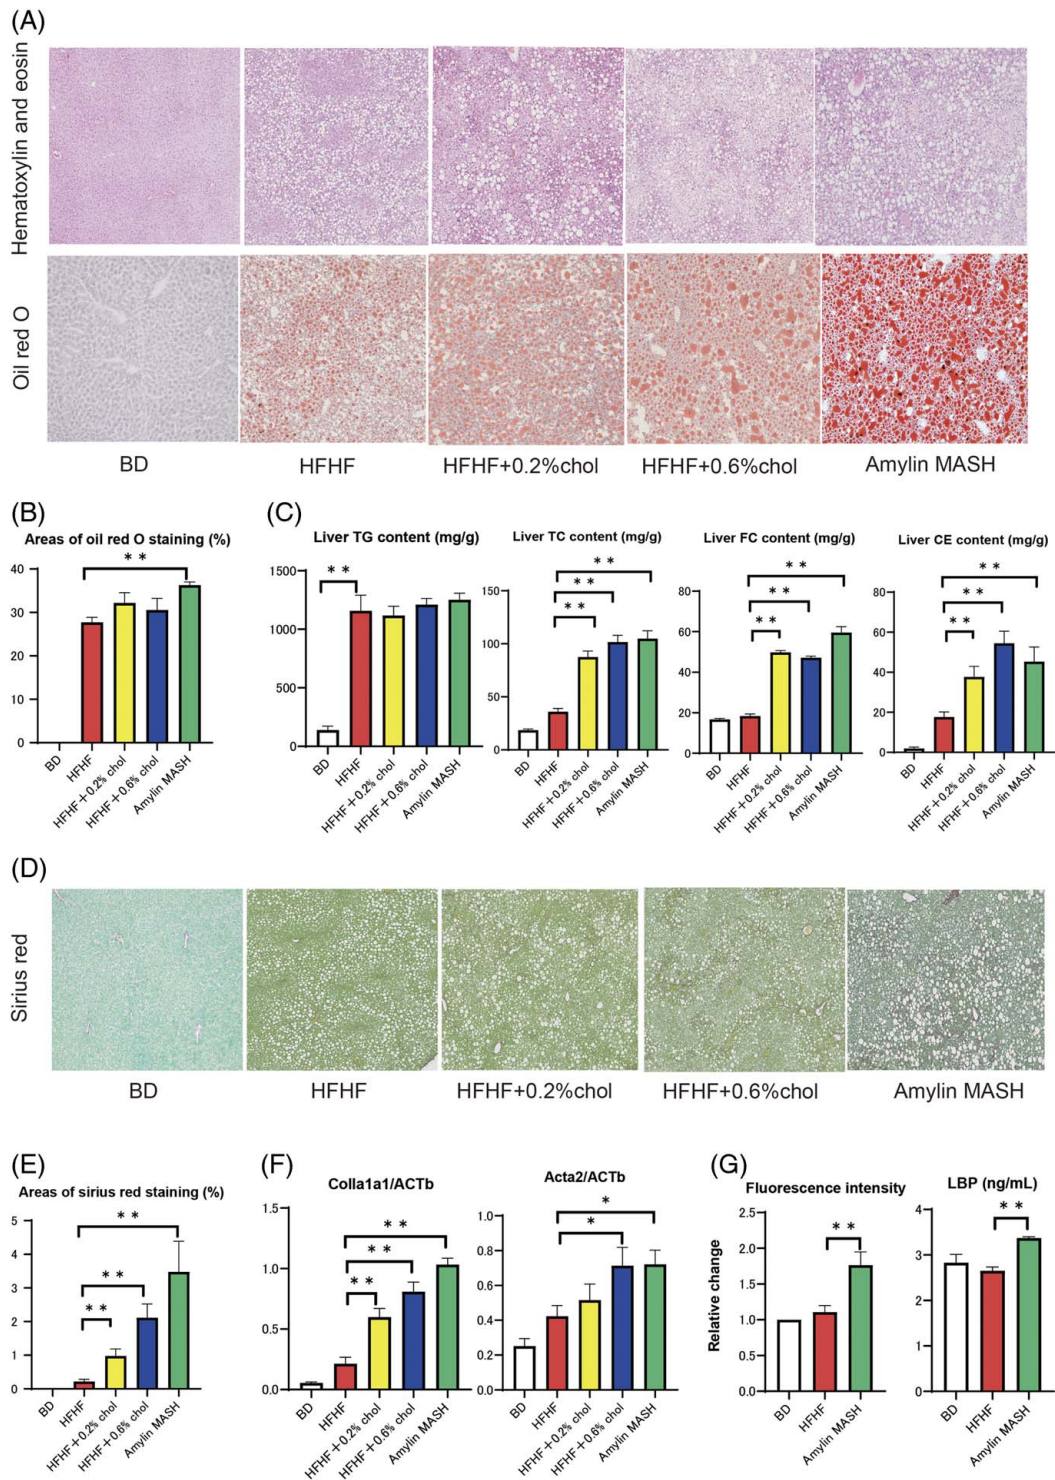 (A)
Hematoxylin and eosin
Oil red O
BD
HFHF
HFHF+0.2%chol
HFHF+0.6%chol
Amylin MASH
(B)
Areas of oil red O staining (%)
* *
40
30
20
10
0
BD
HFHF
HFHF+0.2% chol
HFHF+0.6% chol
Amylin MASH
(C)
Liver TG content (mg/g)
* *
1500
1000
500
0
BD
HFHF
HFHF+0.2% chol
HFHF+0.6% chol
Amylin MASH
Liver TC content (mg/g)
* *
* *
* *
150
100
50
0
BD
HFHF
HFHF+0.2% chol
HFHF+0.6% chol
Amylin MASH
Liver FC content (mg/g)
* *
* *
* *
80
60
40
20
0
BD
HFHF
HFHF+0.2% chol
HFHF+0.6% chol
Amylin MASH
Liver CE content (mg/g)
* *
* *
* *
80
60
40
20
0
BD
HFHF
HFHF+0.2% chol
HFHF+0.6% chol
Amylin MASH
(D)
Sirius red
BD
HFHF
HFHF+0.2%chol
HFHF+0.6%chol
Amylin MASH
(E)
Areas of sirius red staining (%)
* *
* *
* *
5
4
3
2
1
0
BD
HFHF
HFHF+0.2% chol
HFHF+0.6% chol
Amylin MASH
(F)
Colla1a1/ACTb
* *
* *
* *
1.5
1.0
0.5
0.0
BD
HFHF
HFHF+0.2% chol
HFHF+0.6% chol
Amylin MASH
Acta2/ACTb
*
*
1.0
0.8
0.6
0.4
0.2
0.0
BD
HFHF
HFHF+0.2% chol
HFHF+0.6% chol
Amylin MASH
(G)
Fluorescence intensity
* *
Relative change
2.5
2.0
1.5
1.0
0.5
0.0
BD
HFHF
Amylin MASH
LBP (ng/mL)
* *
4
3
2
1
0
BD
HFHF
Amylin MASH